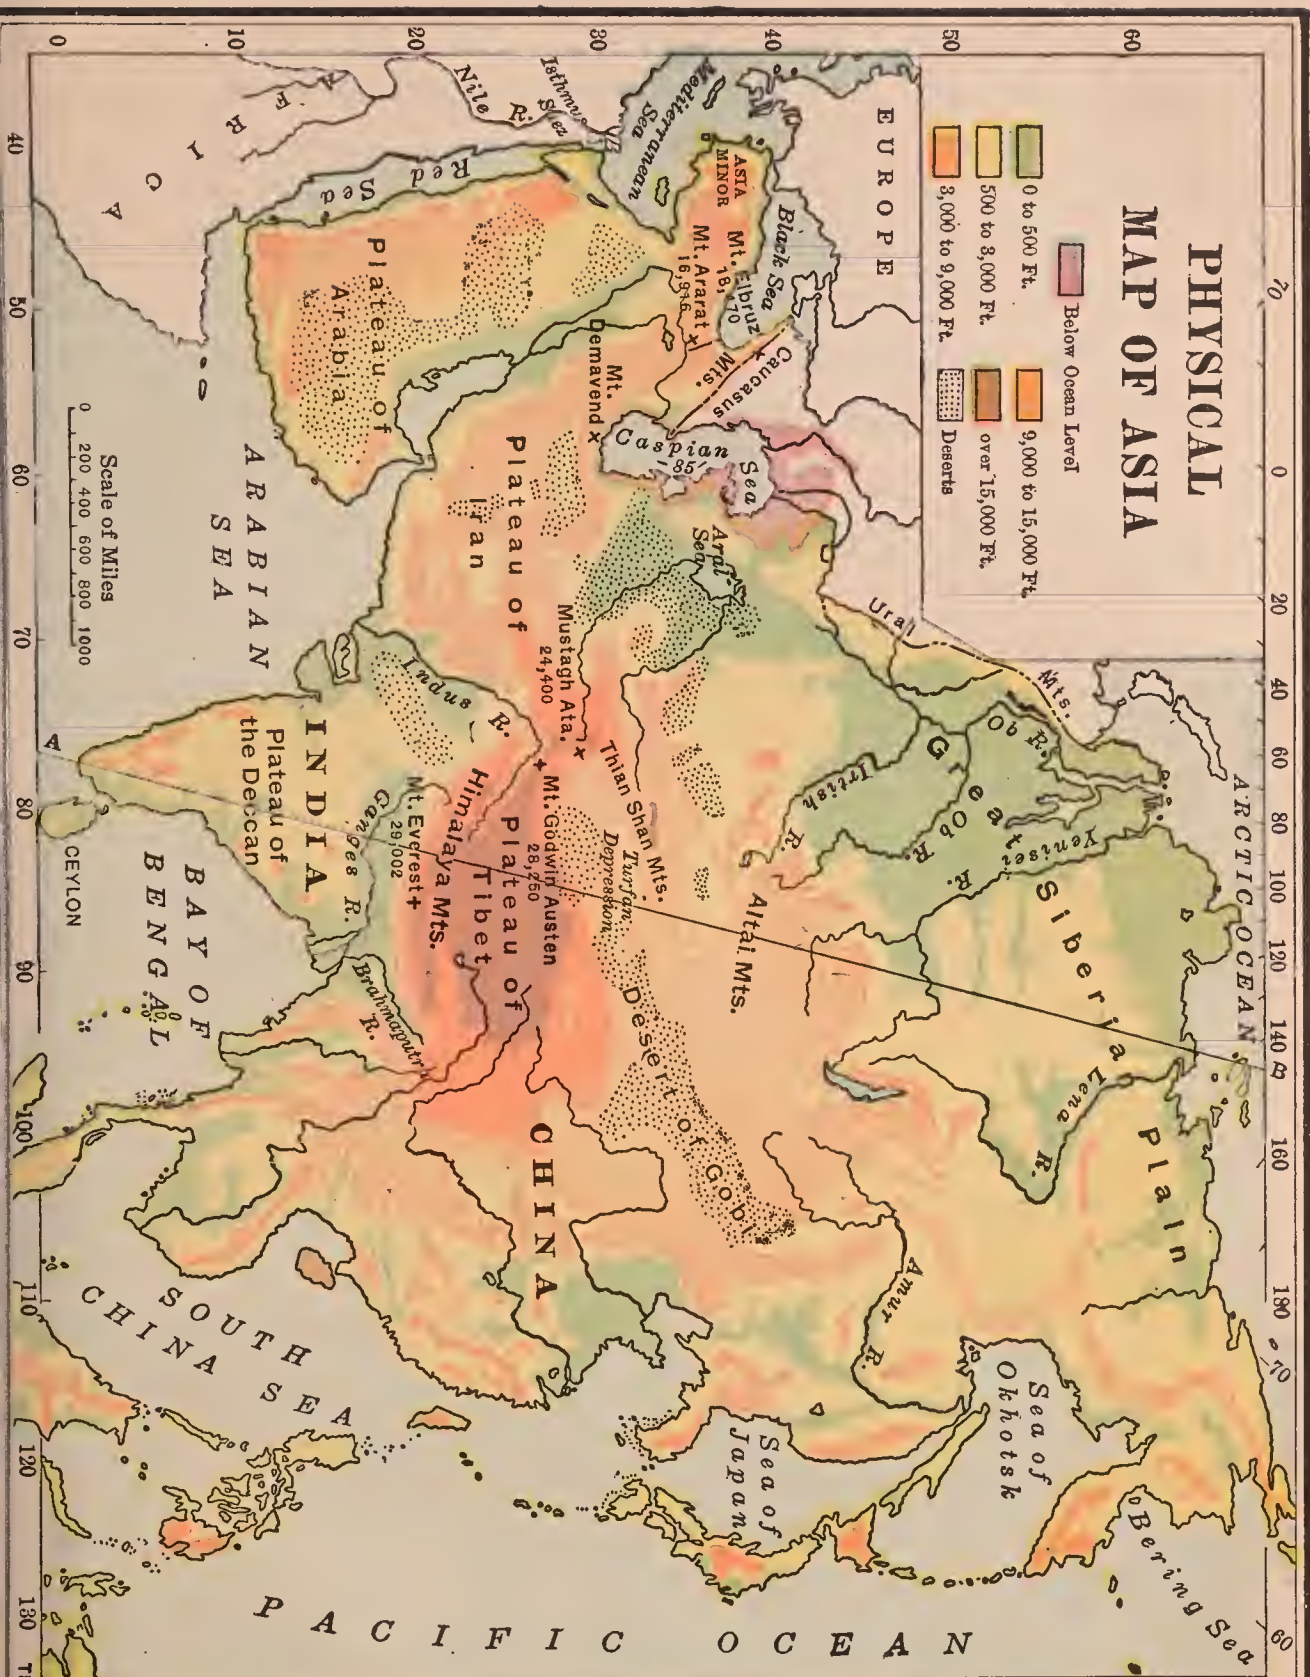 PHYSICAL
MAP OF ASIA
Below Ocean Level
0 to 500 Ft.
9,000 to 15,000 Ft.
500 to 3,000 Ft.
over 15,000 Ft.
3,000 to 9,000 Ft.
Deserts
EUROPE
60
50
40
30
20
10
0
20
0
20
40
60
80
100
120
140
160
180
170
60
40
50
60
70
80
90
100
110
120
130
ARCTIC OCEAN
Ural
Mts.
Ob R.
Great
Siberian
Plain
Irtish
R.
Ob
R.
Yenisei
R.
Lena
R.
Amur
R.
Bering Sea
Sea of
Okhotsk
Sea of
Japan
Black Sea
Mediterranean
Sea
Isthmus
Suez
Nile
R.
AFRICA
Red
Sea
ASIA
MINOR
Mt. Elbruz
18,
70
Mt. Ararat
16,916
Caucasus
Mts.
Caspian
Sea
-85'
Aral
Sea
Mt.
Demavend
Plateau of
Arabia
Plateau of
Iran
Mustagh Ata.
24,400
Thian Shan Mts.
Turfan
Depression
Altai Mts.
Desert of Gobi
Mt. Godwin Austen
28,250
Plateau of
Tibet
Himalaya Mts.
Mt. Everest
29,002
Indus
R.
Ganges R.
Brahmaputra
R.
INDIA
Plateau of
the Deccan
CEYLON
CHINA
ARABIAN
SEA
BAY OF
BENGAL
SOUTH
CHINA SEA
PACIFIC OCEAN
Scale of Miles
0 200 400 600 800 1000
A